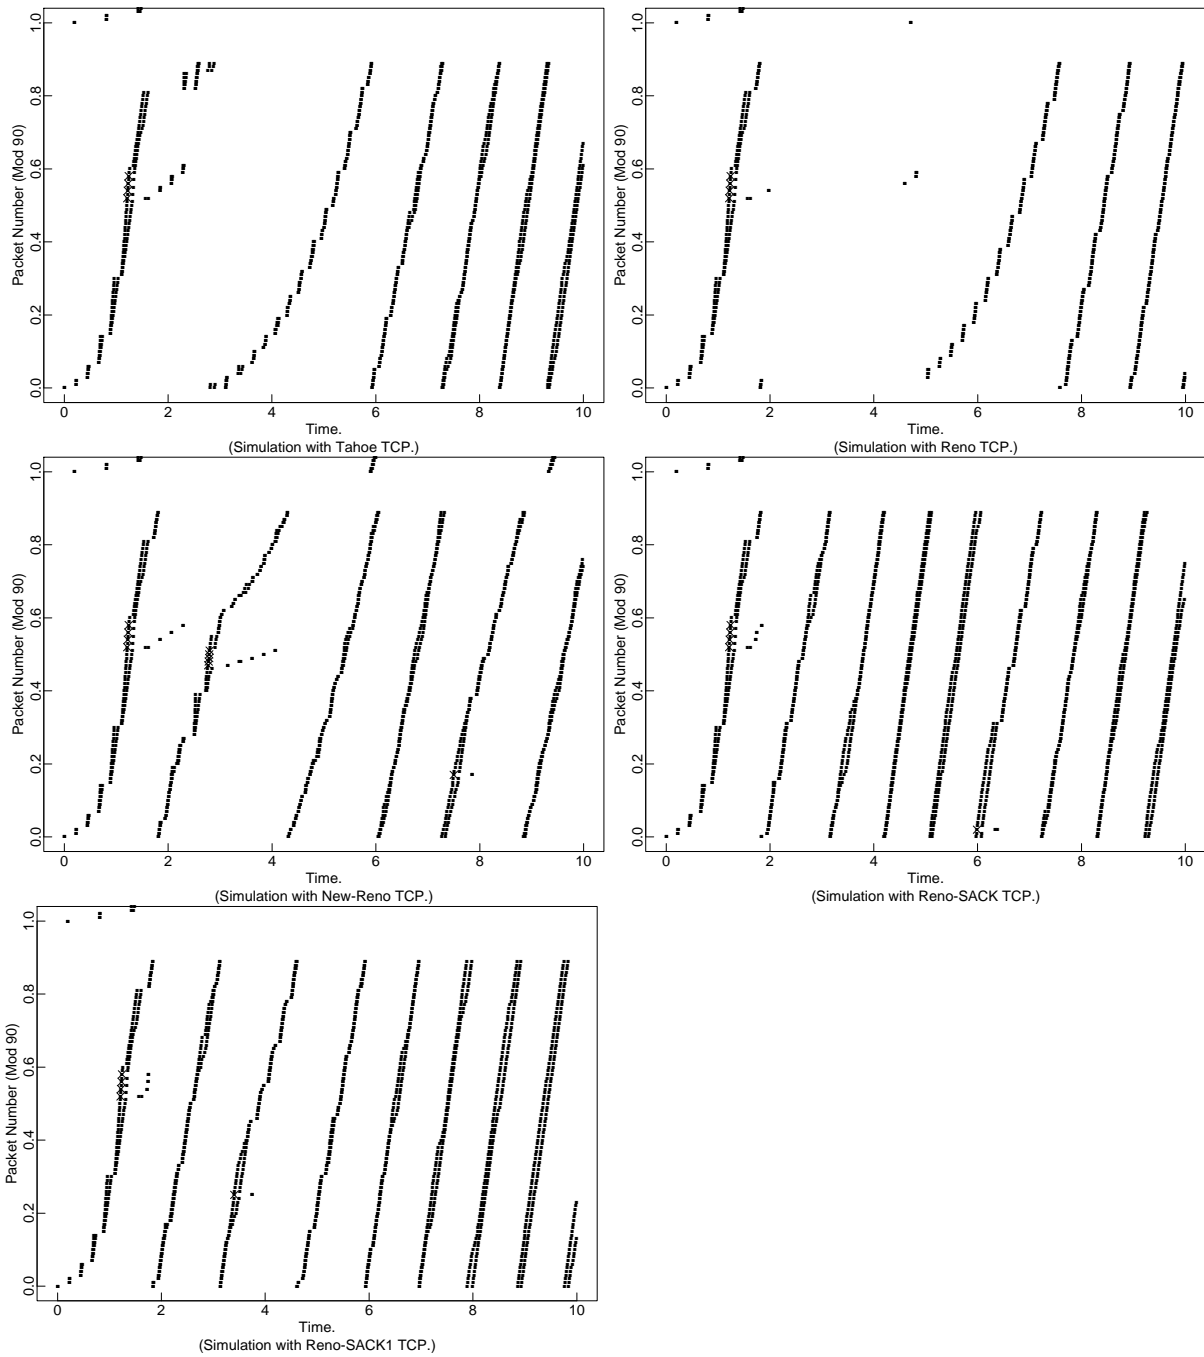 1.0
0.8
0.6
0.4
0.2
0.0
Packet Number (Mod 90)
0 2 4 6 8 10
Time.
(Simulation with Tahoe TCP.)
1.0
0.8
0.6
0.4
0.2
0.0
Packet Number (Mod 90)
0 2 4 6 8 10
Time.
(Simulation with Reno TCP.)
1.0
0.8
0.6
0.4
0.2
0.0
Packet Number (Mod 90)
0 2 4 6 8 10
Time.
(Simulation with New-Reno TCP.)
1.0
0.8
0.6
0.4
0.2
0.0
Packet Number (Mod 90)
0 2 4 6 8 10
Time.
(Simulation with Reno-SACK TCP.)
1.0
0.8
0.6
0.4
0.2
0.0
Packet Number (Mod 90)
0 2 4 6 8 10
Time.
(Simulation with Reno-SACK1 TCP.)